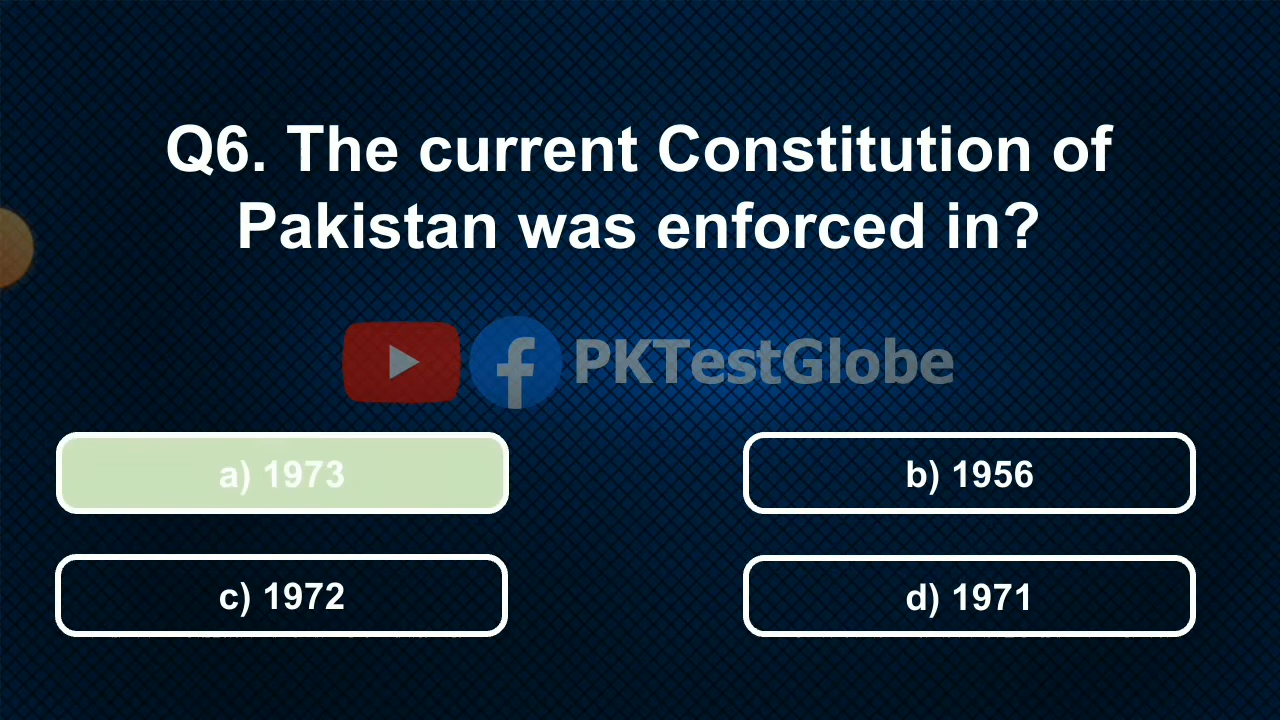 Q6. The current Constitution of
Pakistan was enforced in?
PKTestGlobe
a) 1973
b) 1956
c) 1972
d) 1971